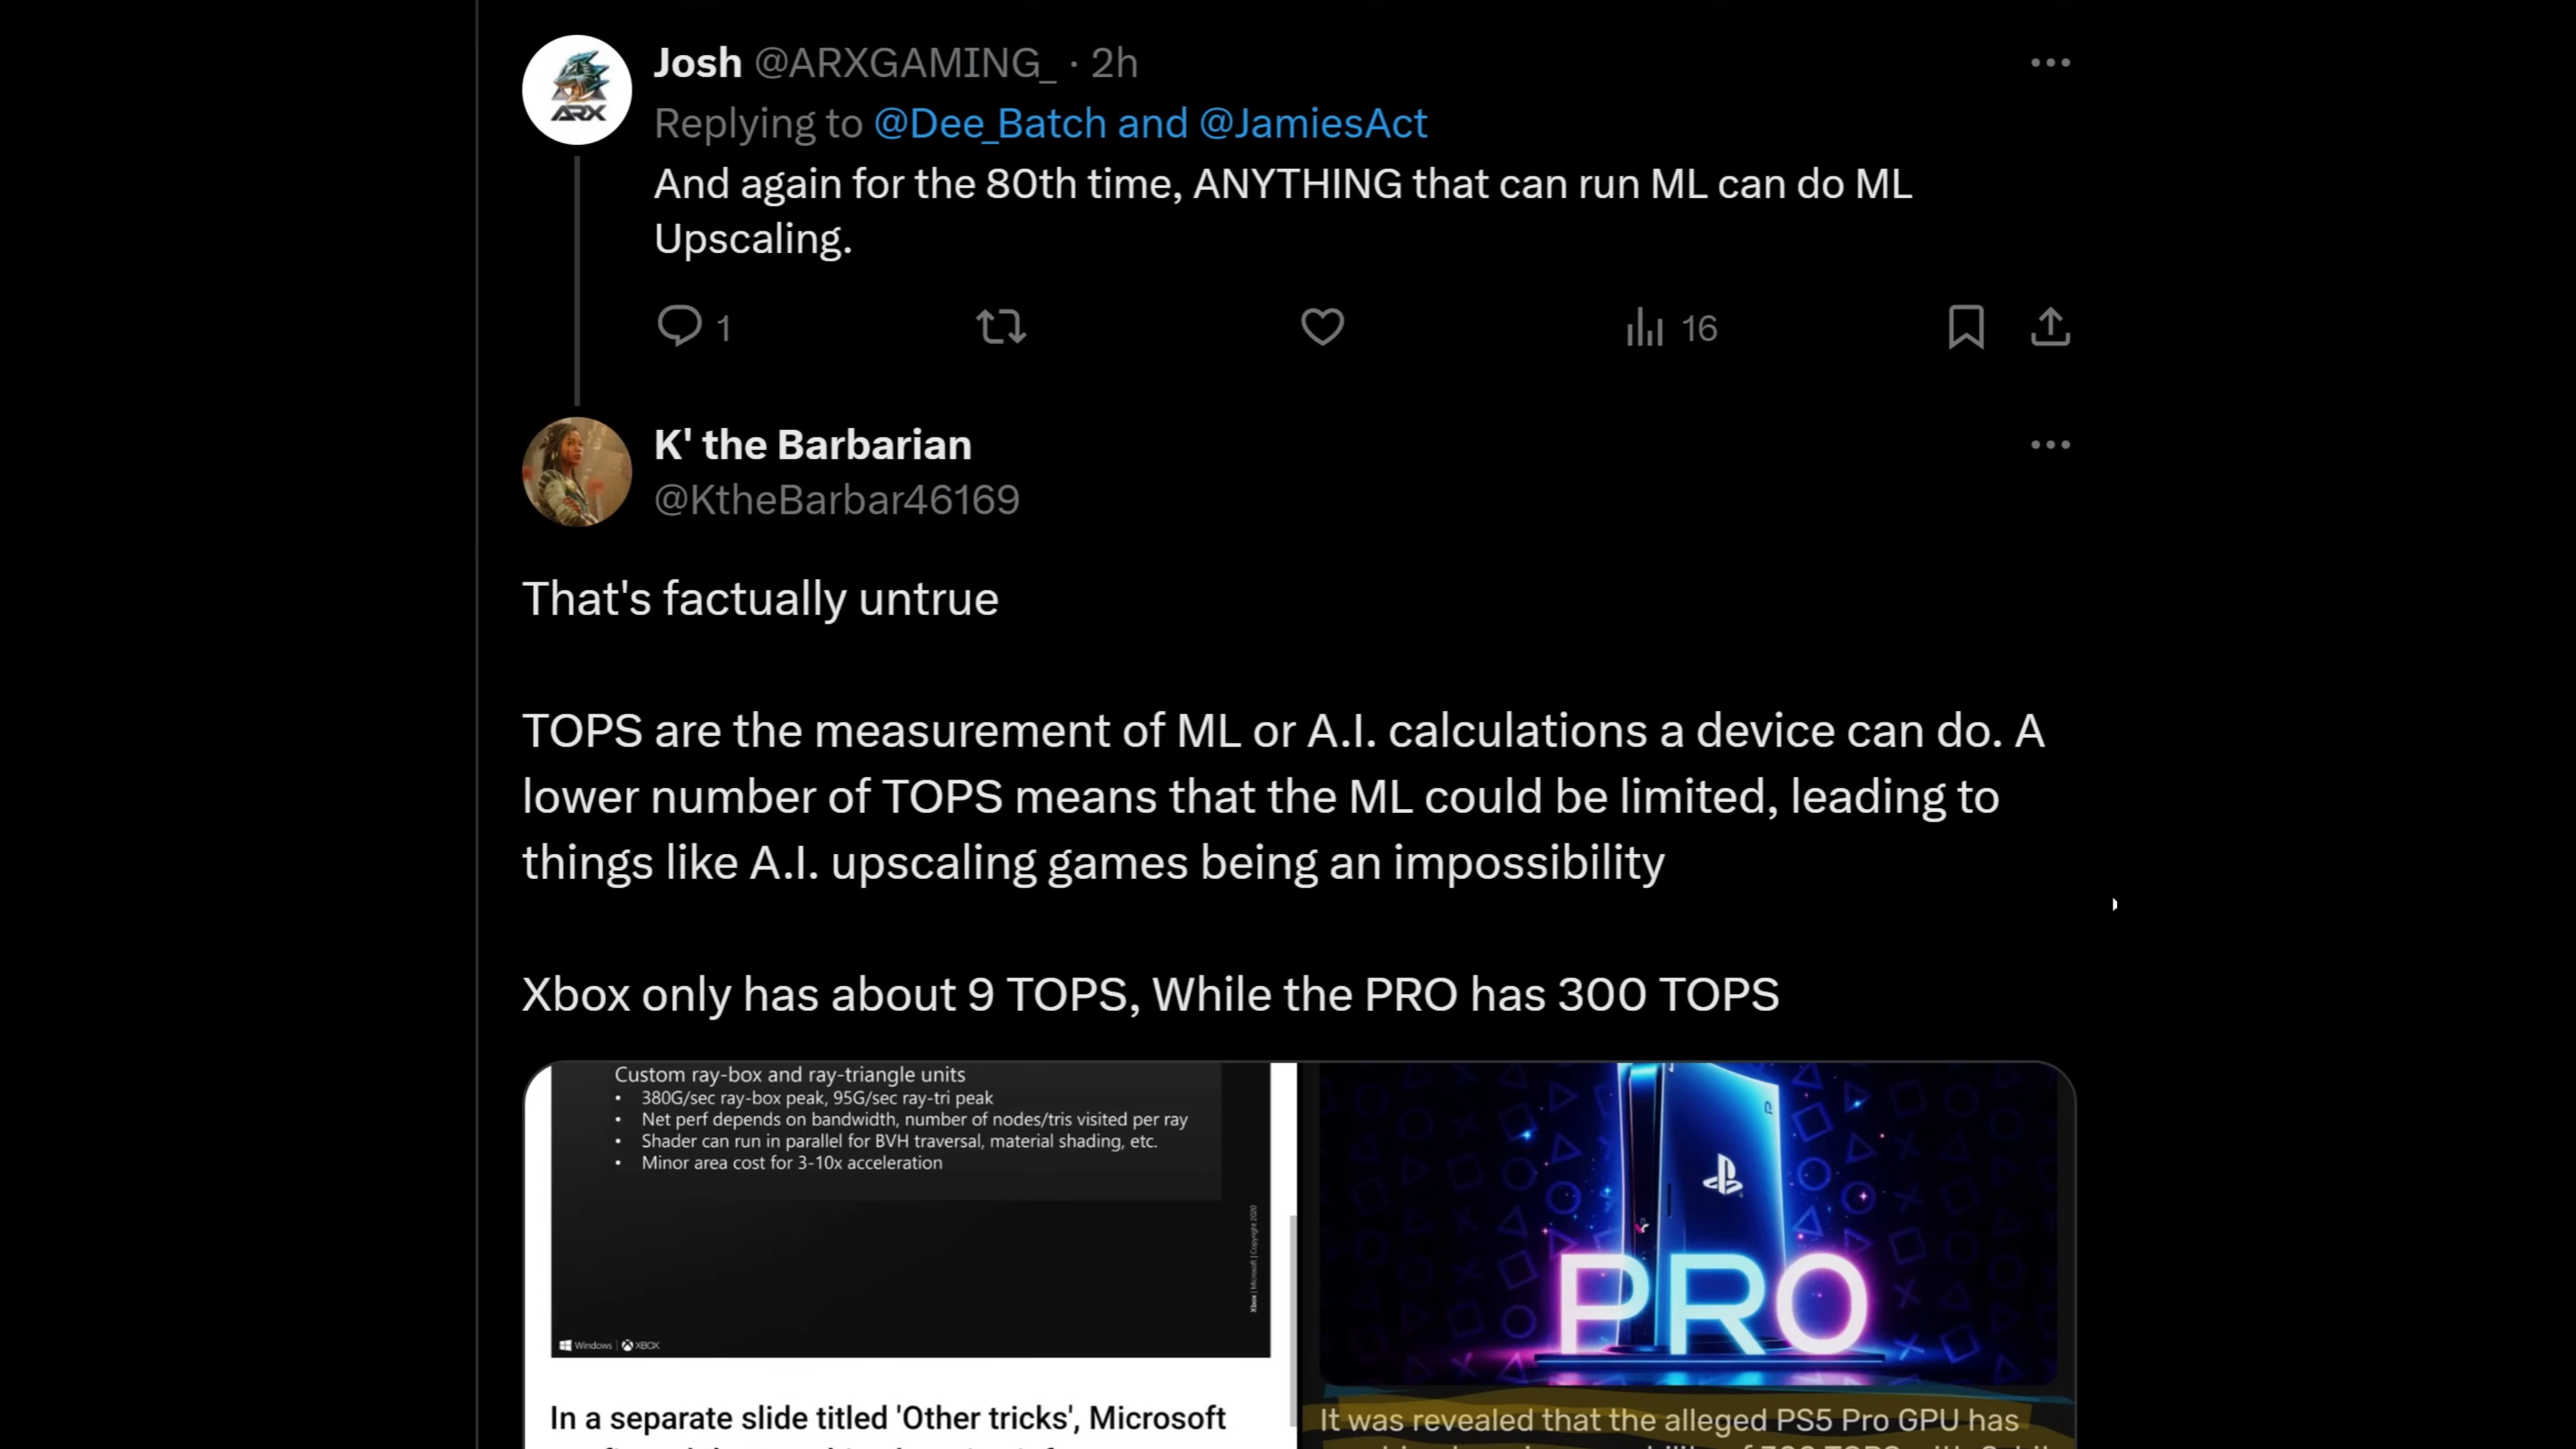 Josh @ARXGAMING_ · 2h
ARX
Replying to @Dee_Batch and @JamiesAct
And again for the 80th time, ANYTHING that can run ML can do ML
Upscaling.
1
16
K' the Barbarian
@KtheBarbar46169
That's factually untrue
TOPS are the measurement of ML or A.I. calculations a device can do. A
lower number of TOPS means that the ML could be limited, leading to
things like A.I. upscaling games being an impossibility
Xbox only has about 9 TOPS, While the PRO has 300 TOPS
Custom ray-box and ray-triangle units
• 380G/sec ray-box peak, 95G/sec ray-tri peak
• Net perf depends on bandwidth, number of nodes/tris visited per ray
• Shader can run in parallel for BVH traversal, material shading, etc.
• Minor area cost for 3-10x acceleration
Xbox | Microsoft | Copyright 2020
Windows | XBOX
In a separate slide titled 'Other tricks', Microsoft
PRO
It was revealed that the alleged PS5 Pro GPU has